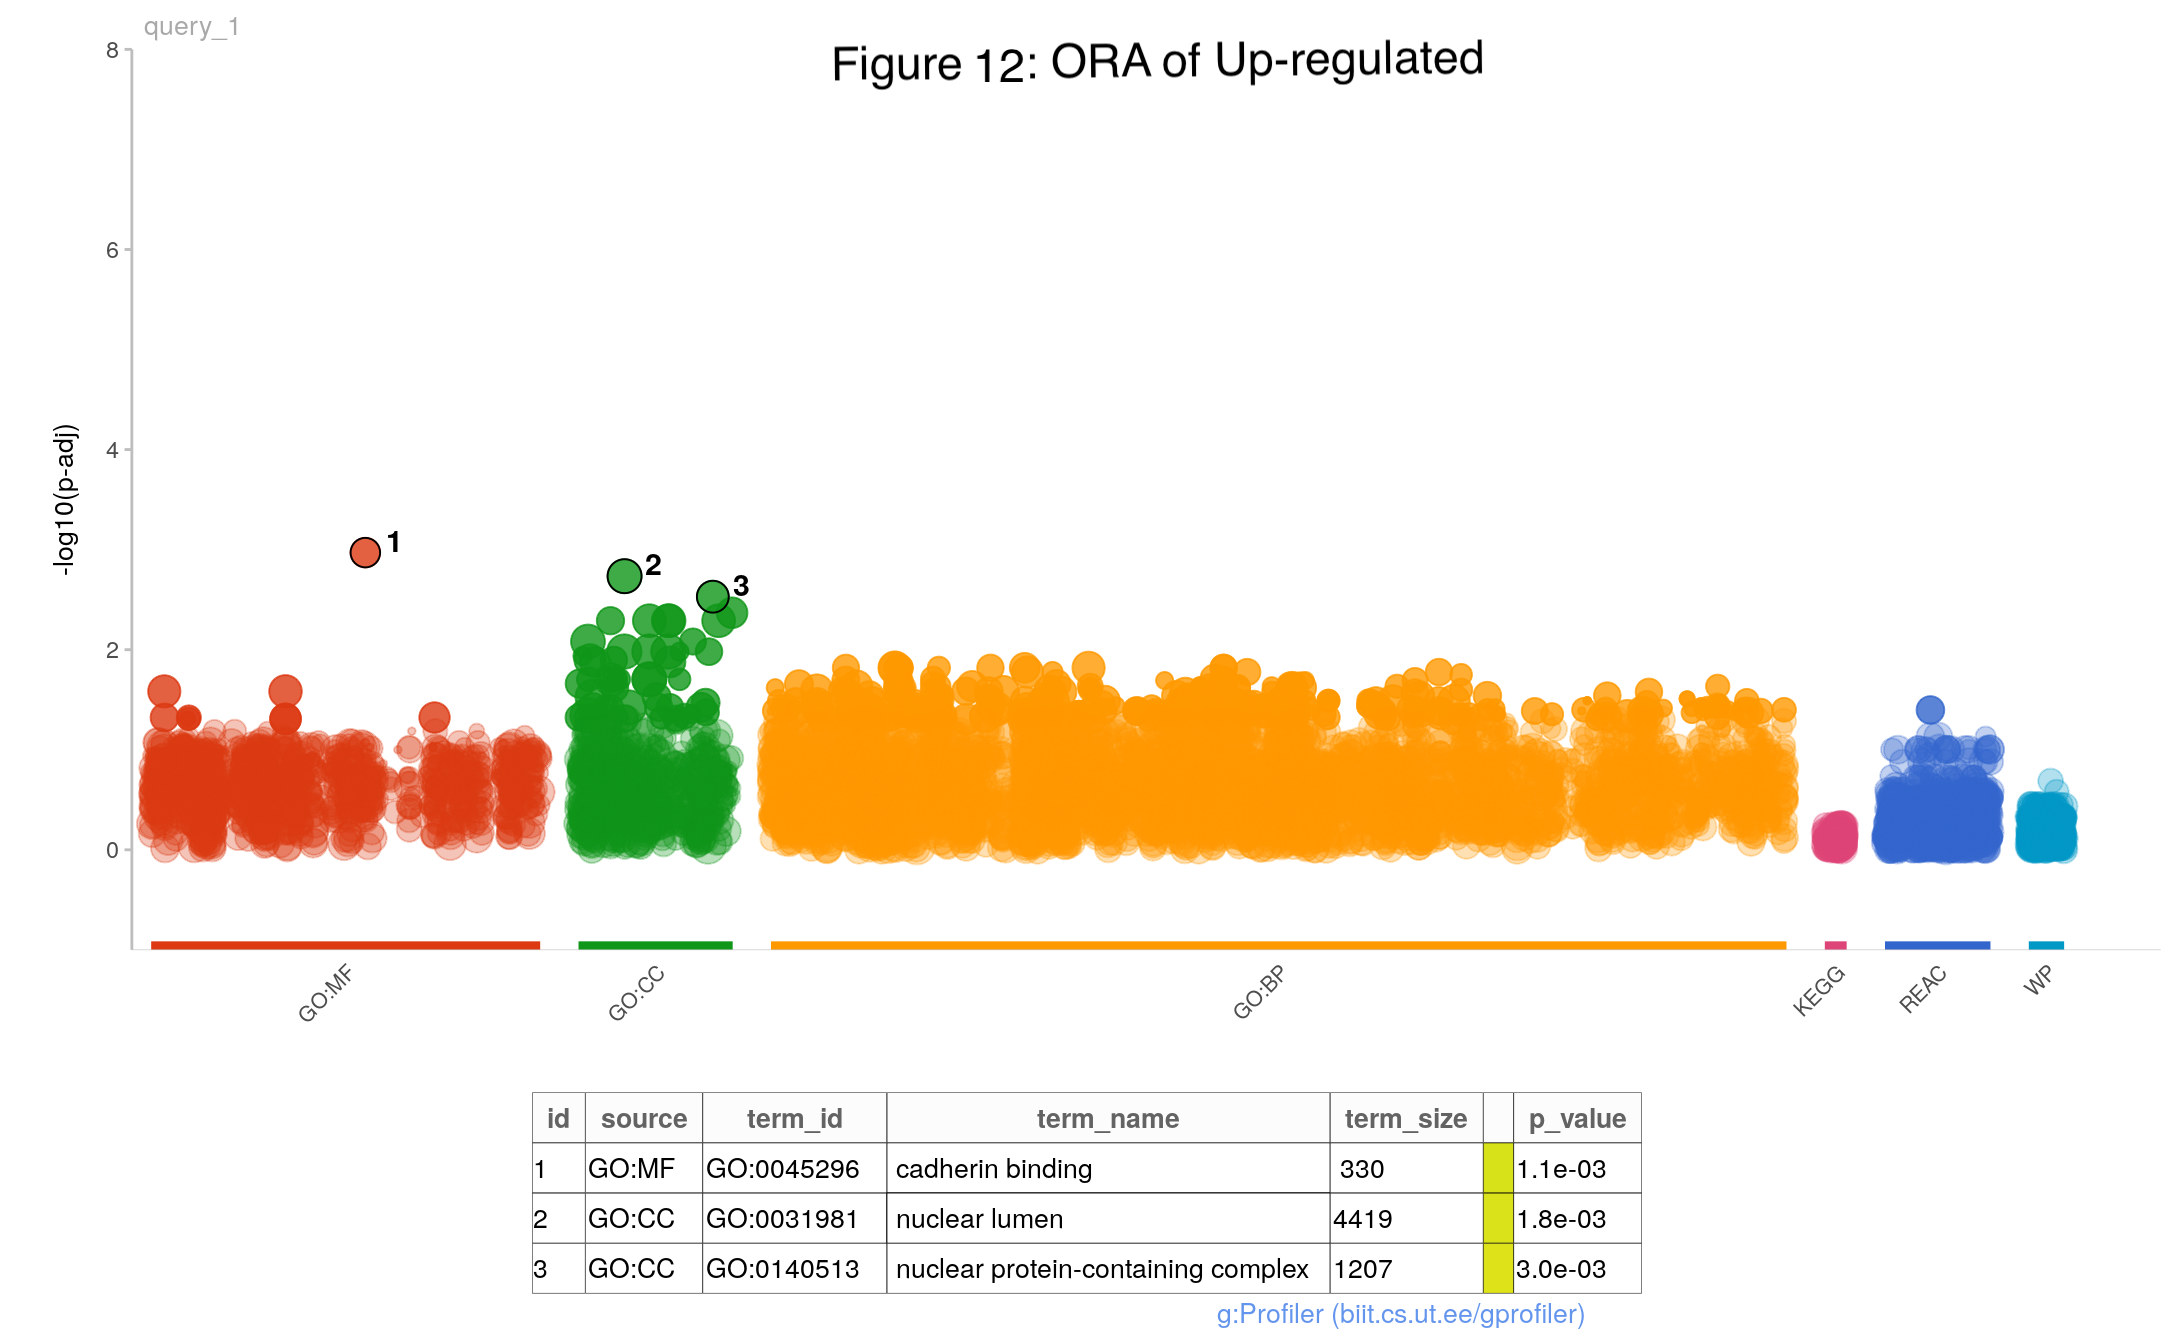 query_1
Figure 12: ORA of Up-regulated
8
6
4
2
0
-log10(p-adj)
1
2
3
GO:MF
GO:CC
GO:BP
KEGG
REAC
WP
id source term_id term_name term_size p_value
1 GO:MF GO:0045296 cadherin binding 330 1.1e-03
2 GO:CC GO:0031981 nuclear lumen 4419 1.8e-03
3 GO:CC GO:0140513 nuclear protein-containing complex 1207 3.0e-03
g:Profiler (biit.cs.ut.ee/gprofiler)